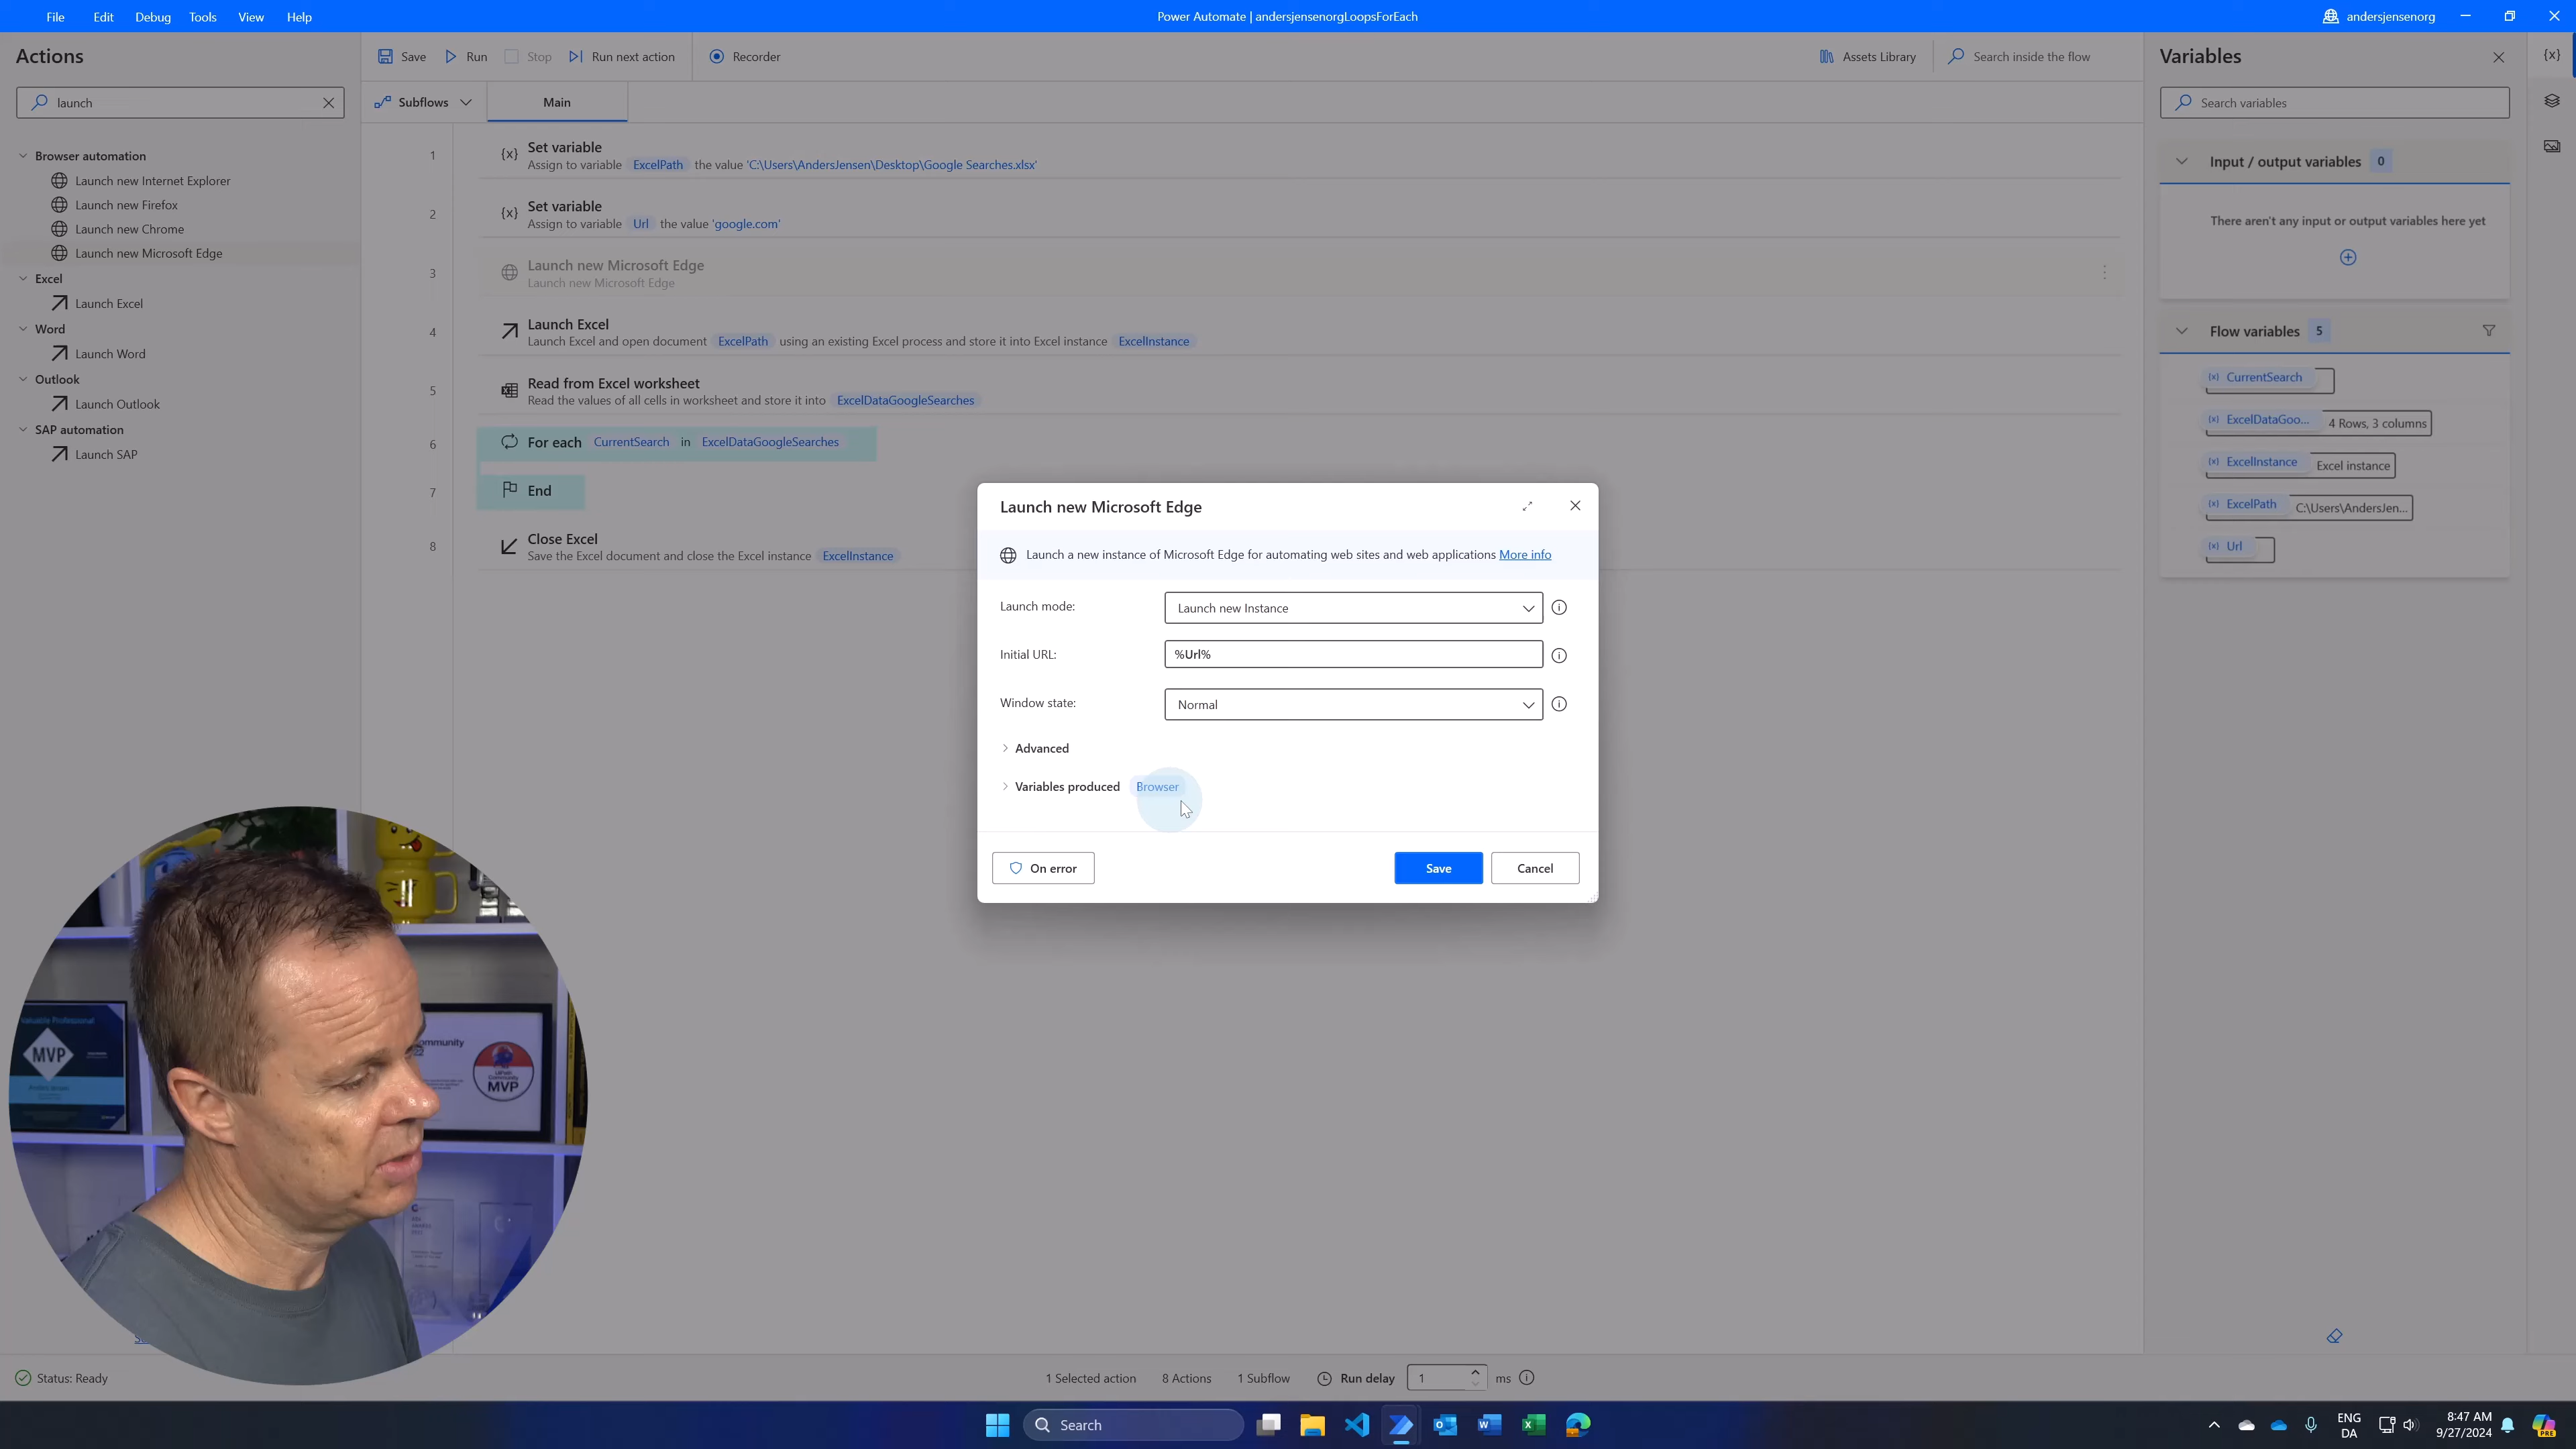 File Edit Debug Tools View Help
Power Automate | andersjensenorgLoopsForEach
andersjensenorg
Actions
launch
Browser automation
Launch new Internet Explorer
Launch new Firefox
Launch new Chrome
Launch new Microsoft Edge
Excel
Launch Excel
Word
Launch Word
Outlook
Launch Outlook
SAP automation
Launch SAP
Save Run Stop Run next action Recorder
Assets Library Search inside the flow
Subflows Main
1 Set variable
Assign to variable ExcelPath the value 'C:\Users\AndersJensen\Desktop\Google Searches.xlsx'
2 Set variable
Assign to variable Url the value 'google.com'
3 Launch new Microsoft Edge
Launch new Microsoft Edge
4 Launch Excel
Launch Excel and open document ExcelPath using an existing Excel process and store it into Excel instance ExcelInstance
5 Read from Excel worksheet
Read the values of all cells in worksheet and store it into ExcelDataGoogleSearches
6 For each CurrentSearch in ExcelDataGoogleSearches
7 End
8 Close Excel
Save the Excel document and close the Excel instance ExcelInstance
Launch new Microsoft Edge
Launch a new instance of Microsoft Edge for automating web sites and web applications More info
Launch mode: Launch new Instance
Initial URL: %Url%
Window state: Normal
Advanced
Variables produced Browser
On error Save Cancel
Variables
{x}
Search variables
Input / output variables 0
There aren't any input or output variables here yet
Flow variables 5
{x} CurrentSearch
{x} ExcelDataGoo... 4 Rows, 3 columns
{x} ExcelInstance Excel instance
{x} ExcelPath C:\Users\AndersJen...
{x} Url
MVP
MVP
Status: Ready
1 Selected action 8 Actions 1 Subflow Run delay 1 ms
Search
ENG
DA
8:47 AM
9/27/2024
PRE